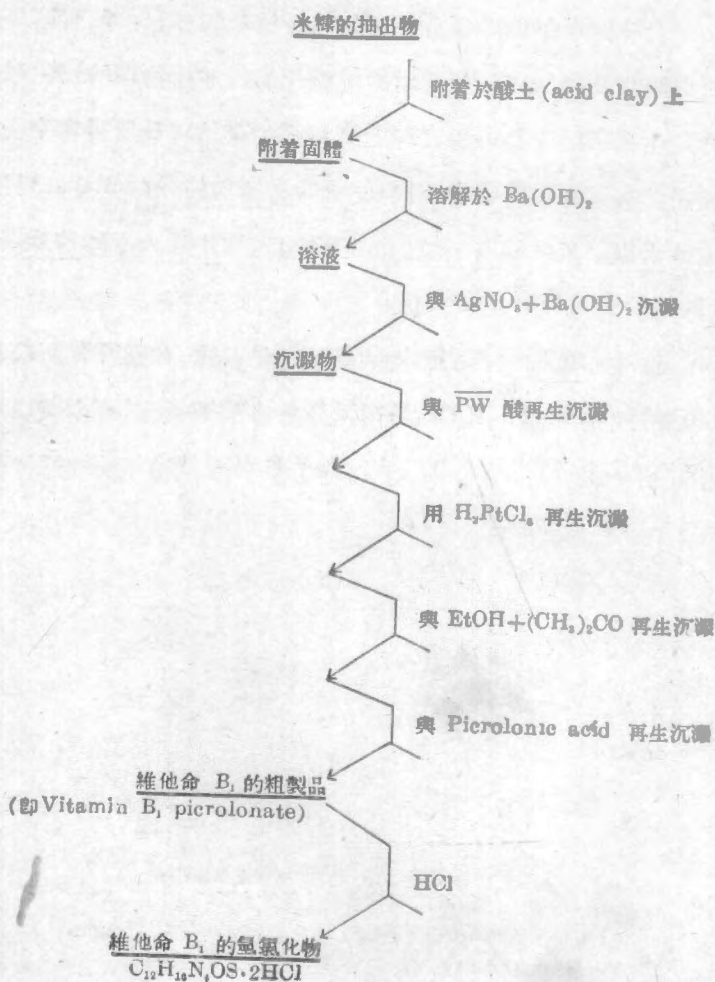 米糠的抽出物
附着於酸土 (acid clay) 上
附着固體
溶解於 Ba(OH)₂
溶液
與 AgNO₃+Ba(OH)₂ 沉澱
沉澱物
與 PW 酸再生沉澱
用 H₂PtCl₆ 再生沉澱
與 EtOH+(CH₃)₂CO 再生沉澱
與 Picrolonic acid 再生沉澱
維他命 B₁ 的粗製品
(即 Vitamin B₁ picrolonate)
HCl
維他命 B₁ 的氫氯化物
C₁₂H₁₆N₄OS·2HCl